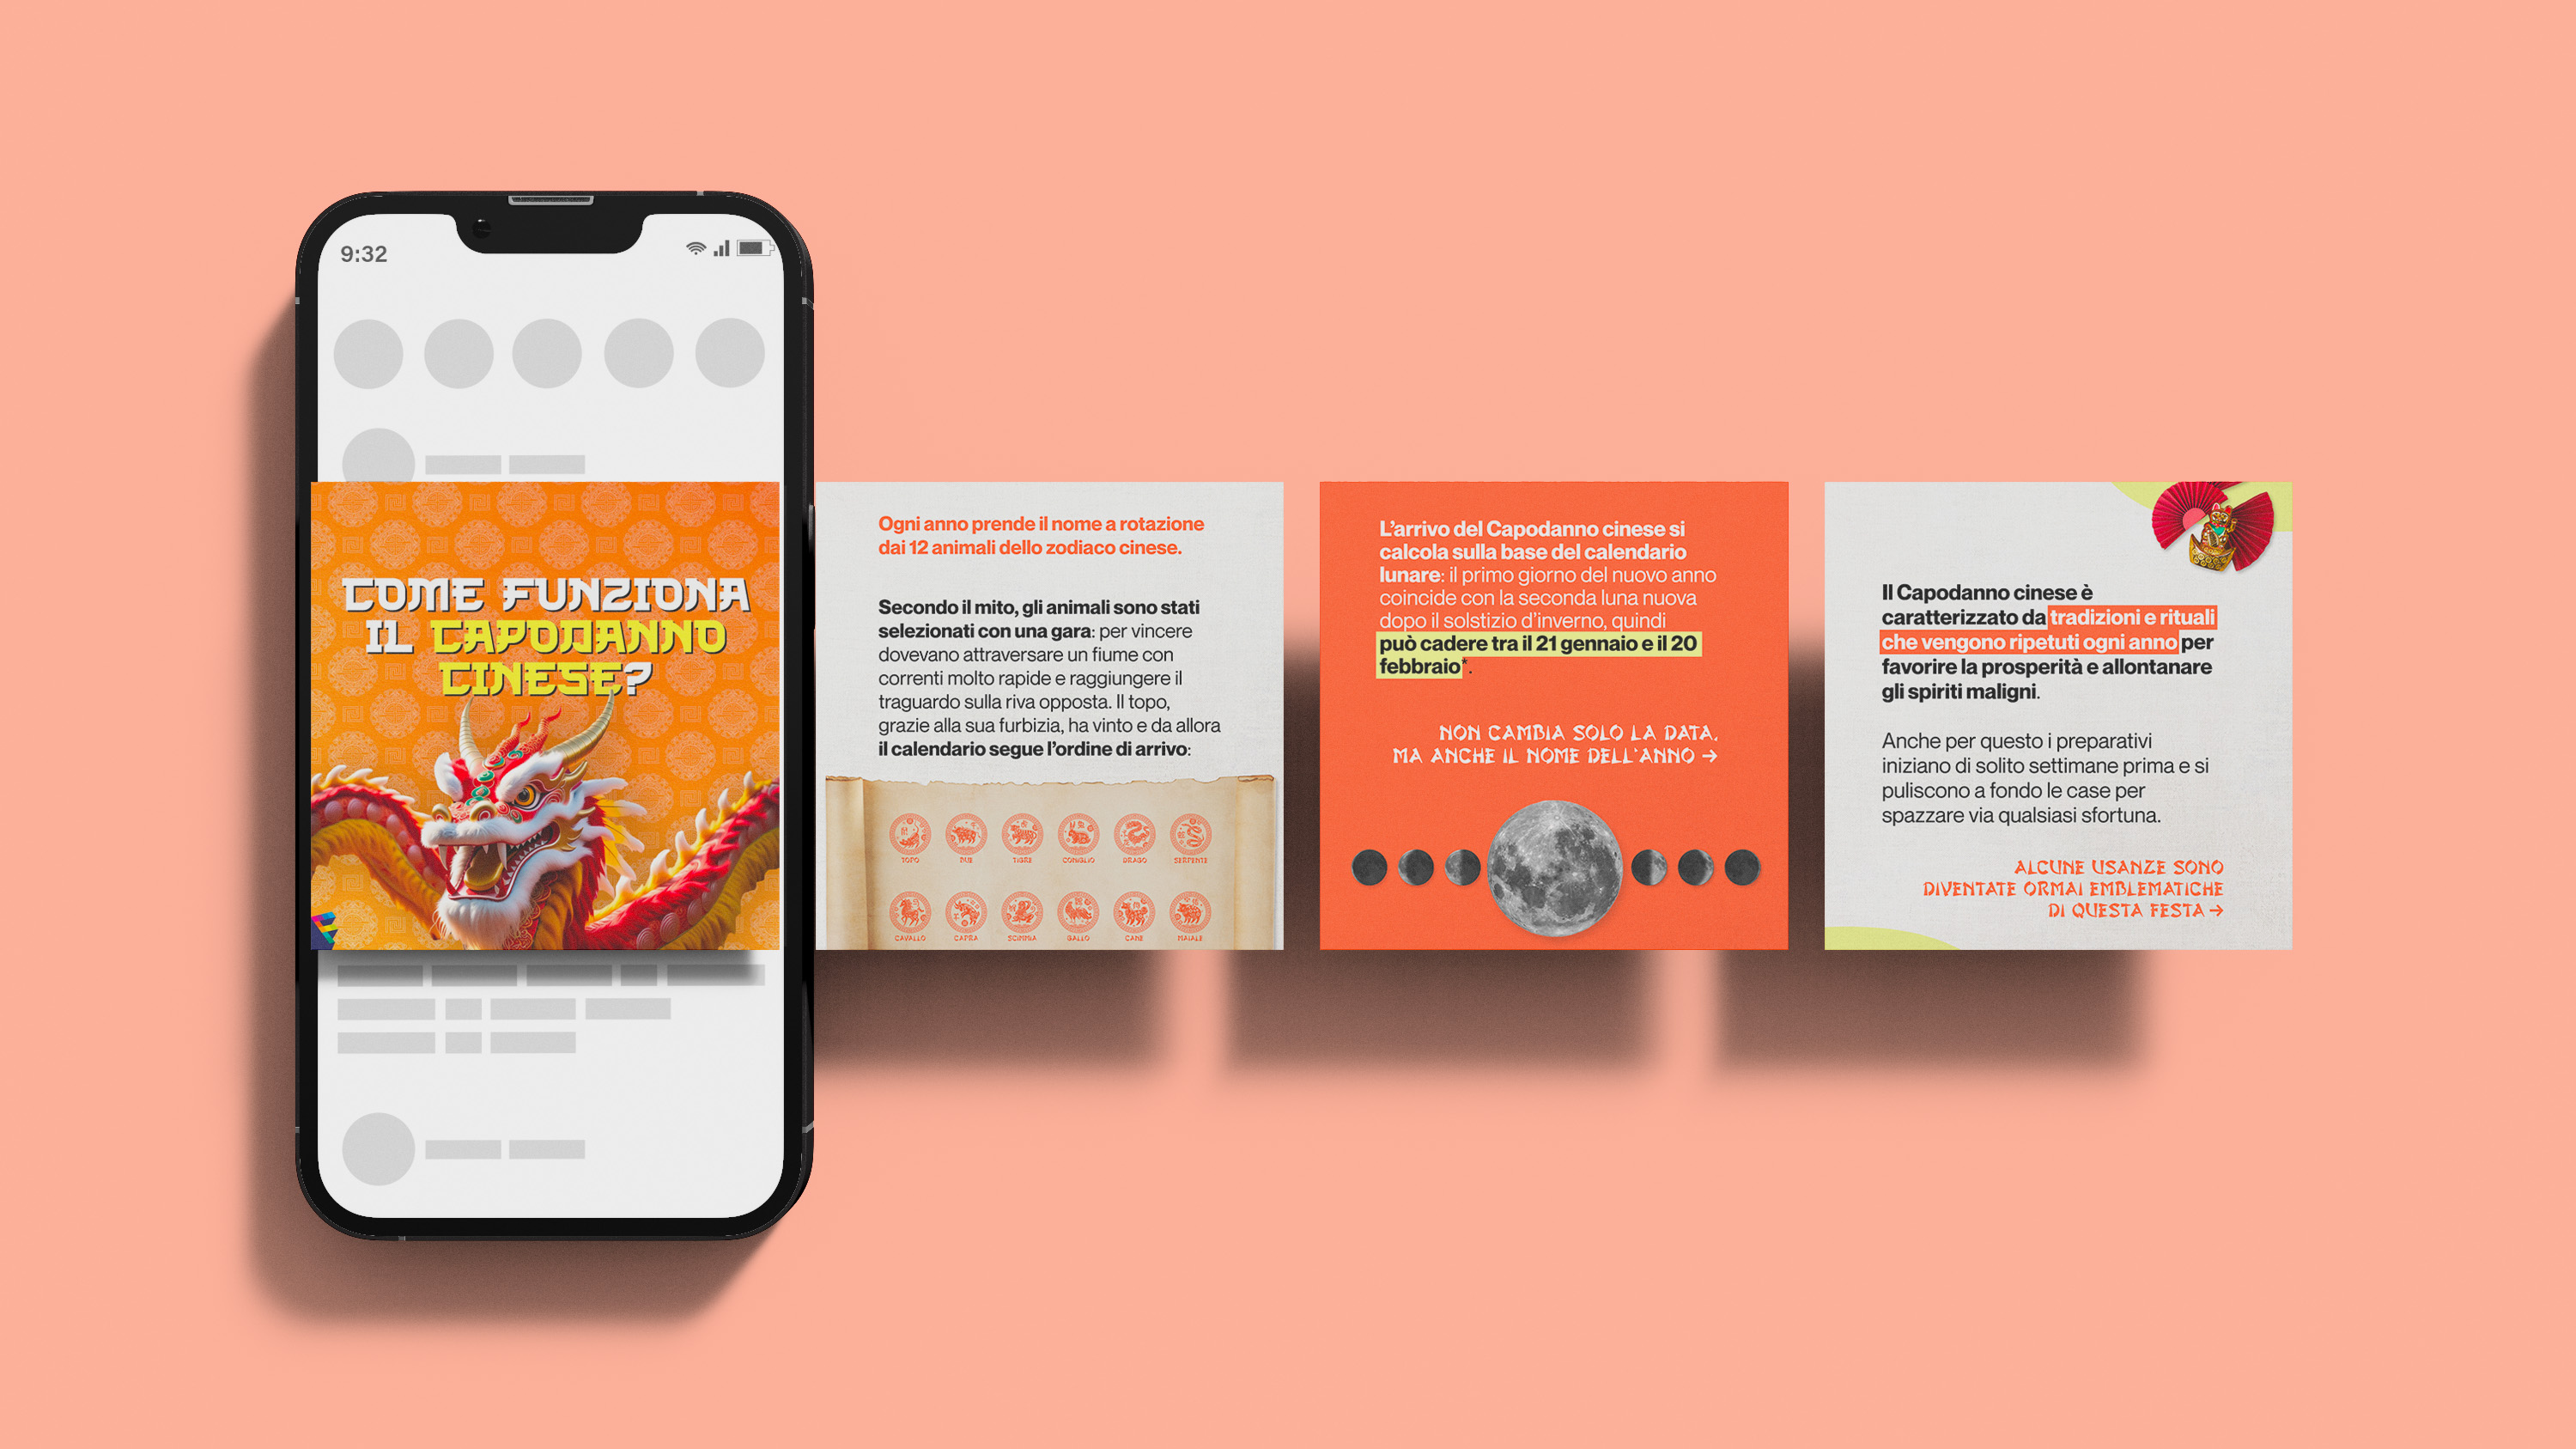 9:32
COME FUNZIONA
IL CAPODANNO
CINESE?
Ogni anno prende il nome a rotazione
dai 12 animali dello zodiaco cinese.
Secondo il mito, gli animali sono stati
selezionati con una gara: per vincere
dovevano attraversare un fiume con
correnti molto rapide e raggiungere il
traguardo sulla riva opposta. Il topo,
grazie alla sua furbizia, ha vinto e da allora
il calendario segue l'ordine di arrivo:
TOPO BUE TIGRE CONIGLIO DRAGO SERPENTE
CAVALLO CAPRA SCIMMIA GALLO CANE MAIALE
L'arrivo del Capodanno cinese si
calcola sulla base del calendario
lunare: il primo giorno del nuovo anno
coincide con la seconda luna nuova
dopo il solstizio d'inverno, quindi
può cadere tra il 21 gennaio e il 20
febbraio*.
NON CAMBIA SOLO LA DATA,
MA ANCHE IL NOME DELL'ANNO →
Il Capodanno cinese è
caratterizzato da tradizioni e rituali
che vengono ripetuti ogni anno per
favorire la prosperità e allontanare
gli spiriti maligni.
Anche per questo i preparativi
iniziano di solito settimane prima e si
puliscono a fondo le case per
spazzare via qualsiasi sfortuna.
ALCUNE USANZE SONO
DIVENTATE ORMAI EMBLEMATICHE
DI QUESTA FESTA →